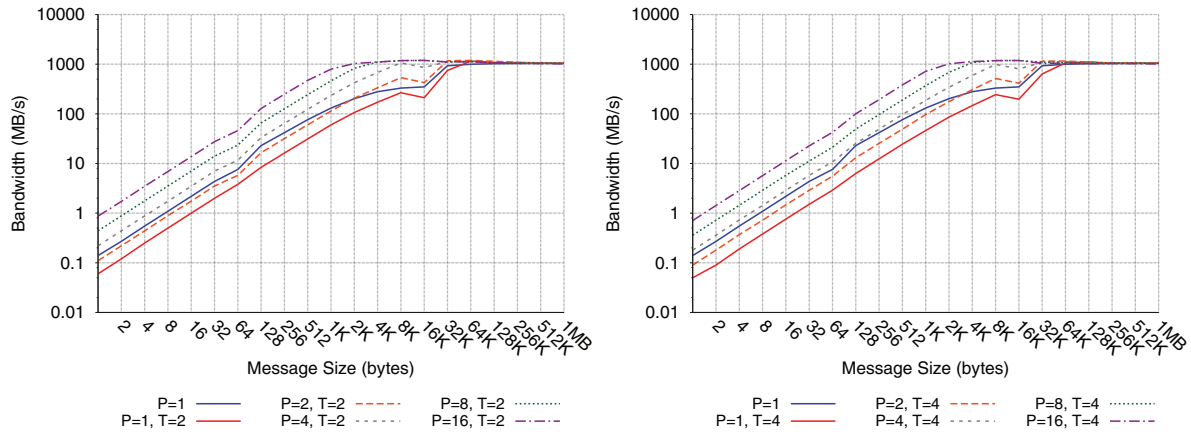 10000
1000
100
10
1
0.1
0.01
Bandwidth (MB/s)
2 4 8 16 32 64 128 256 512 1K 2K 4K 8K 16K 32K 64K 128K 256K 512K 1MB
Message Size (bytes)
P=1 P=2, T=2 P=8, T=2
P=1, T=2 P=4, T=2 P=16, T=2
10000
1000
100
10
1
0.1
0.01
Bandwidth (MB/s)
2 4 8 16 32 64 128 256 512 1K 2K 4K 8K 16K 32K 64K 128K 256K 512K 1MB
Message Size (bytes)
P=1 P=2, T=4 P=8, T=4
P=1, T=4 P=4, T=4 P=16, T=4